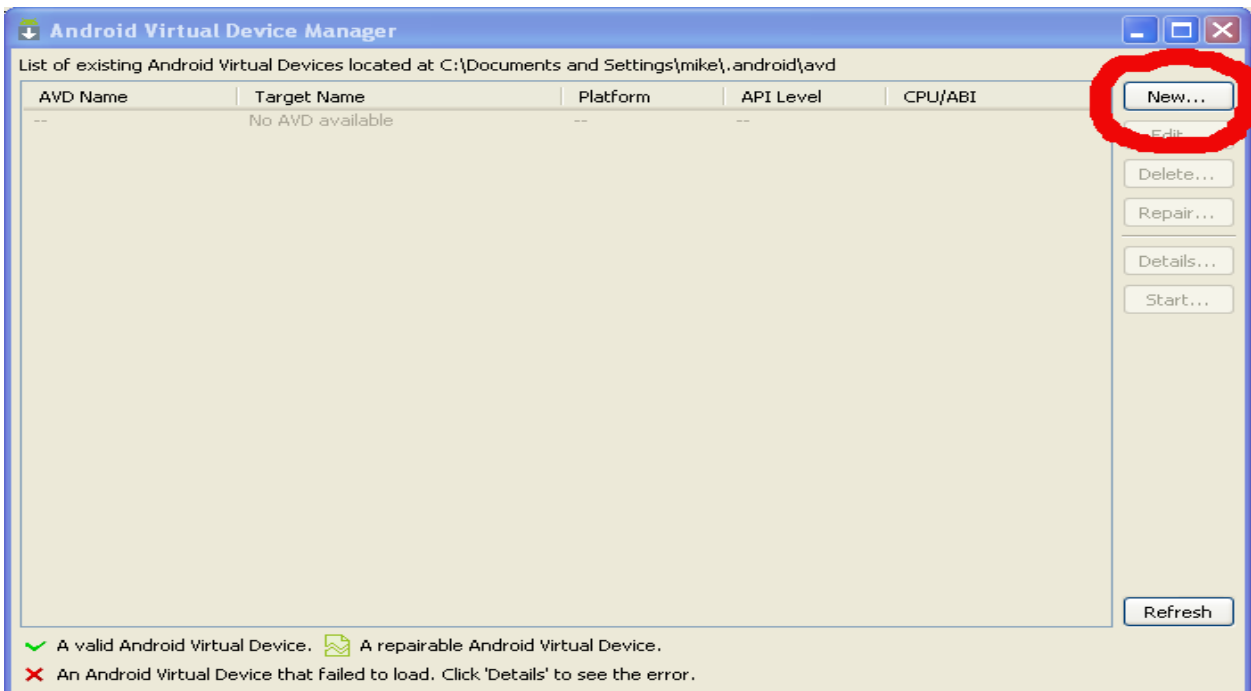 Android Virtual Device Manager
List of existing Android Virtual Devices located at C:\Documents and Settings\mike\.android\avd
AVD Name Target Name Platform API Level CPU/ABI New...
-- No AVD available -- --
Edit...
Delete...
Repair...
Details...
Start...
Refresh
A valid Android Virtual Device. A repairable Android Virtual Device.
An Android Virtual Device that failed to load. Click 'Details' to see the error.